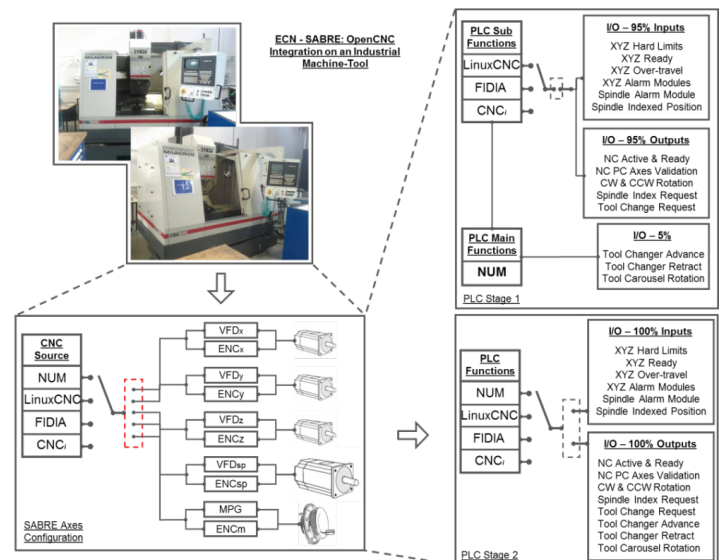 ECN - SABRE: OpenCNC
Integration on an Industrial
Machine-Tool
MILACRON
PLC Sub
Functions
LinuxCNC
FIDIA
CNCi
PLC Main
Functions
NUM
PLC Stage 1
I/O – 95% Inputs
XYZ Hard Limits
XYZ Ready
XYZ Over-travel
XYZ Alarm Modules
Spindle Alarm Module
Spindle Indexed Position
I/O – 95% Outputs
NC Active & Ready
NC PC Axes Validation
CW & CCW Rotation
Spindle Index Request
Tool Change Request
I/O – 5%
Tool Changer Advance
Tool Changer Retract
Tool Carousel Rotation
CNC
Source
NUM
LinuxCNC
FIDIA
CNCi
VFDx
ENCx
VFDy
ENCy
VFDz
ENCz
VFDsp
ENCsp
MPG
ENCm
SABRE Axes
Configuration
PLC
Functions
NUM
LinuxCNC
FIDIA
CNCi
PLC Stage 2
I/O – 100% Inputs
XYZ Hard Limits
XYZ Ready
XYZ Over-travel
XYZ Alarm Modules
Spindle Alarm Module
Spindle Indexed Position
I/O – 100% Outputs
NC Active & Ready
NC PC Axes Validation
CW & CCW Rotation
Spindle Index Request
Tool Change Request
Tool Changer Advance
Tool Changer Retract
Tool Carousel Rotation